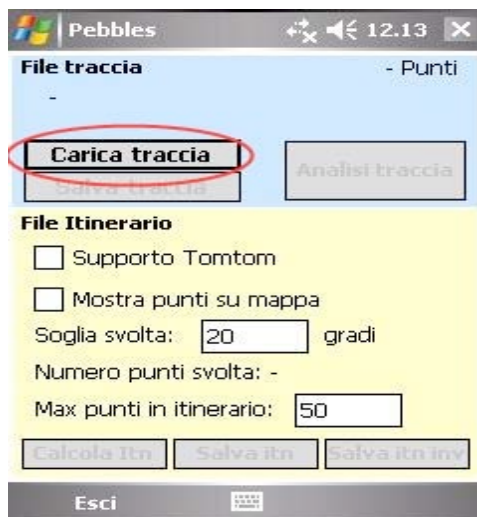 Pebbles 12.13
File traccia - Punti
-
Carica traccia
Salva traccia Analisi traccia
File Itinerario
Supporto Tomtom
Mostra punti su mappa
Soglia svolta: 20 gradi
Numero punti svolta: -
Max punti in itinerario: 50
Calcola Itn Salva itn Salva itn inv
Esci